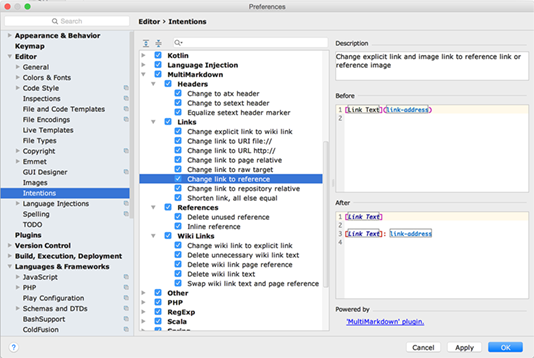 Preferences
Search
Appearance & Behavior
Keymap
Editor
General
Colors & Fonts
Code Style
Inspections
File and Code Templates
File Encodings
Live Templates
File Types
Copyright
Emmet
GUI Designer
Images
Intentions
Language Injections
Spelling
TODO
Plugins
Version Control
Build, Execution, Deployment
Languages & Frameworks
JavaScript
PHP
Play Configuration
Schemas and DTDs
BashSupport
ColdFusion
Editor › Intentions
Kotlin
Language Injection
MultiMarkdown
Headers
Change to atx header
Change to setext header
Equalize setext header marker
Links
Change explicit link to wiki link
Change link to URI file://
Change link to URL http://
Change link to page relative
Change link to raw target
Change link to reference
Change link to repository relative
Shorten link, all else equal
References
Delete unused reference
Inline reference
Wiki Links
Change wiki link to explicit link
Delete unnecessary wiki link text
Delete wiki link page reference
Delete wiki link text
Swap wiki link text and page reference
Other
PHP
RegExp
Scala
Description
Change explicit link and image link to reference link or
reference image
Before
1 [Link Text](link-address)
2
After
1 [Link Text]
2
3 [Link Text]: link-address
4
Powered by
'MultiMarkdown' plugin.
?
Cancel
Apply
OK